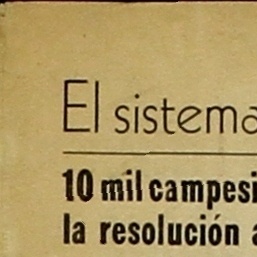 El sistema
10 mil campesi
la resolución a